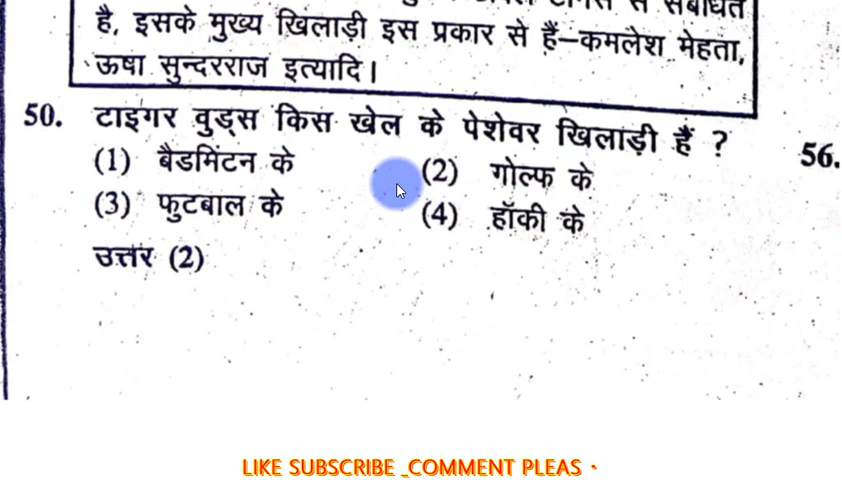 से संबंधित
है, इसके मुख्य खिलाड़ी इस प्रकार से हैं–कमलेश मेहता,
ऊषा सुन्दरराज इत्यादि।
50. टाइगर वुड्स किस खेल के पेशेवर खिलाड़ी हैं ?
56.
(1) बैडमिंटन के (2) गोल्फ के
(3) फुटबाल के (4) हॉकी के
उत्तर (2)
LIKE SUBSCRIBE _COMMENT PLEAS